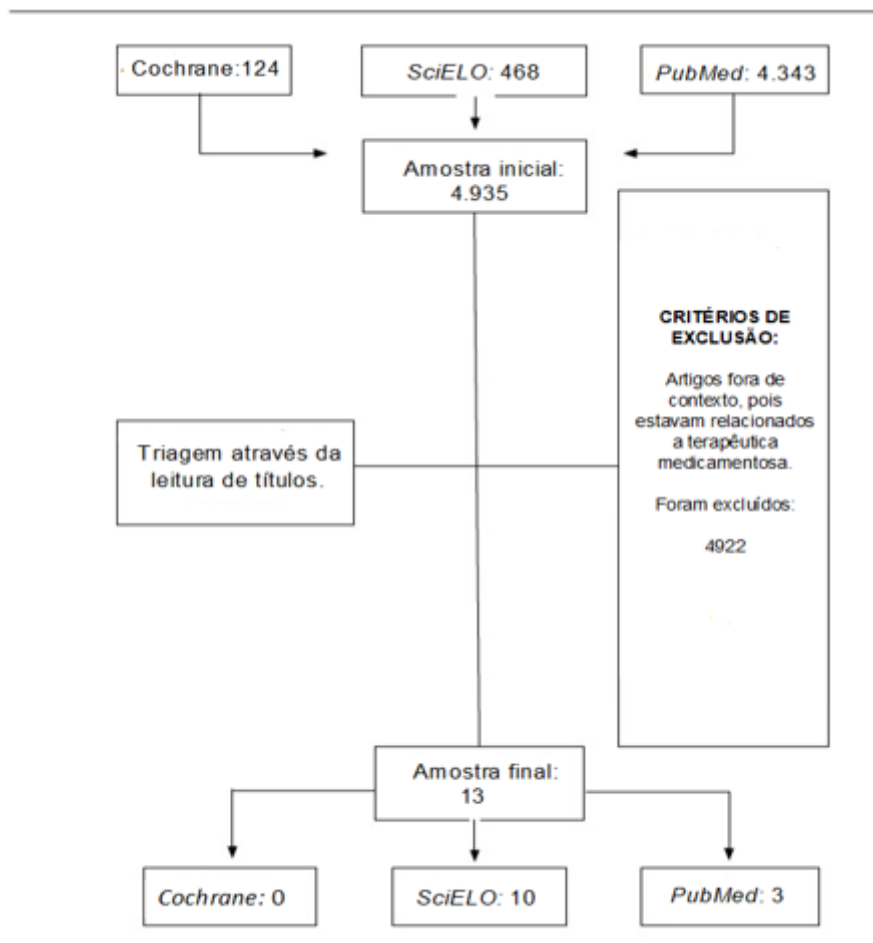 Cochrane:124
SciELO: 468
PubMed: 4.343
Amostra inicial:
4.935
CRITÉRIOS DE
EXCLUSÃO:
Artigos fora de
contexto, pois
estavam relacionados
a terapêutica
medicamentosa.
Foram excluídos:
4922
Triagem através da
leitura de títulos.
Amostra final:
13
Cochrane: 0
SciELO: 10
PubMed: 3